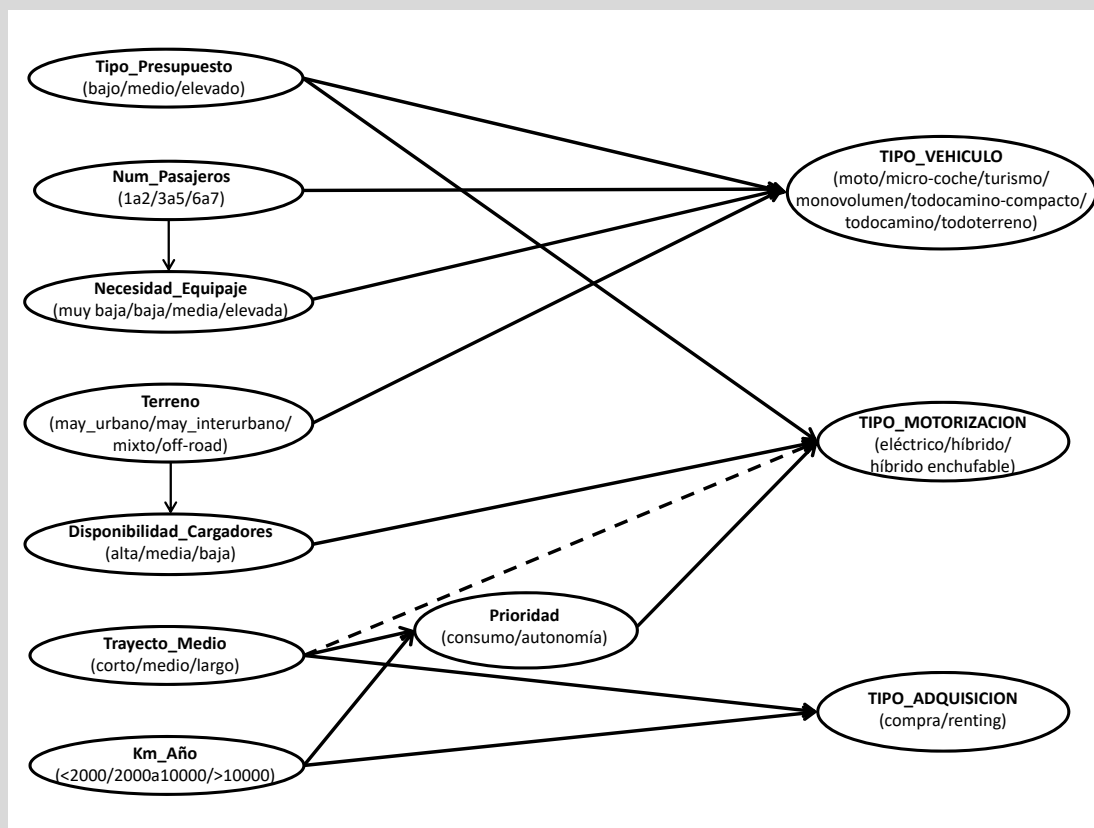 Tipo_Presupuesto
(bajo/medio/elevado)
Num_Pasajeros
(1a2/3a5/6a7)
Necesidad_Equipaje
(muy baja/baja/media/elevada)
Terreno
(may_urbano/may_interurbano/
mixto/off-road)
Disponibilidad_Cargadores
(alta/media/baja)
Trayecto_Medio
(corto/medio/largo)
Km_Año
(<2000/2000a10000/>10000)
Prioridad
(consumo/autonomía)
TIPO_VEHICULO
(moto/micro-coche/turismo/
monovolumen/todocamino-compacto/
todocamino/todoterreno)
TIPO_MOTORIZACION
(eléctrico/híbrido/
híbrido enchufable)
TIPO_ADQUISICION
(compra/renting)